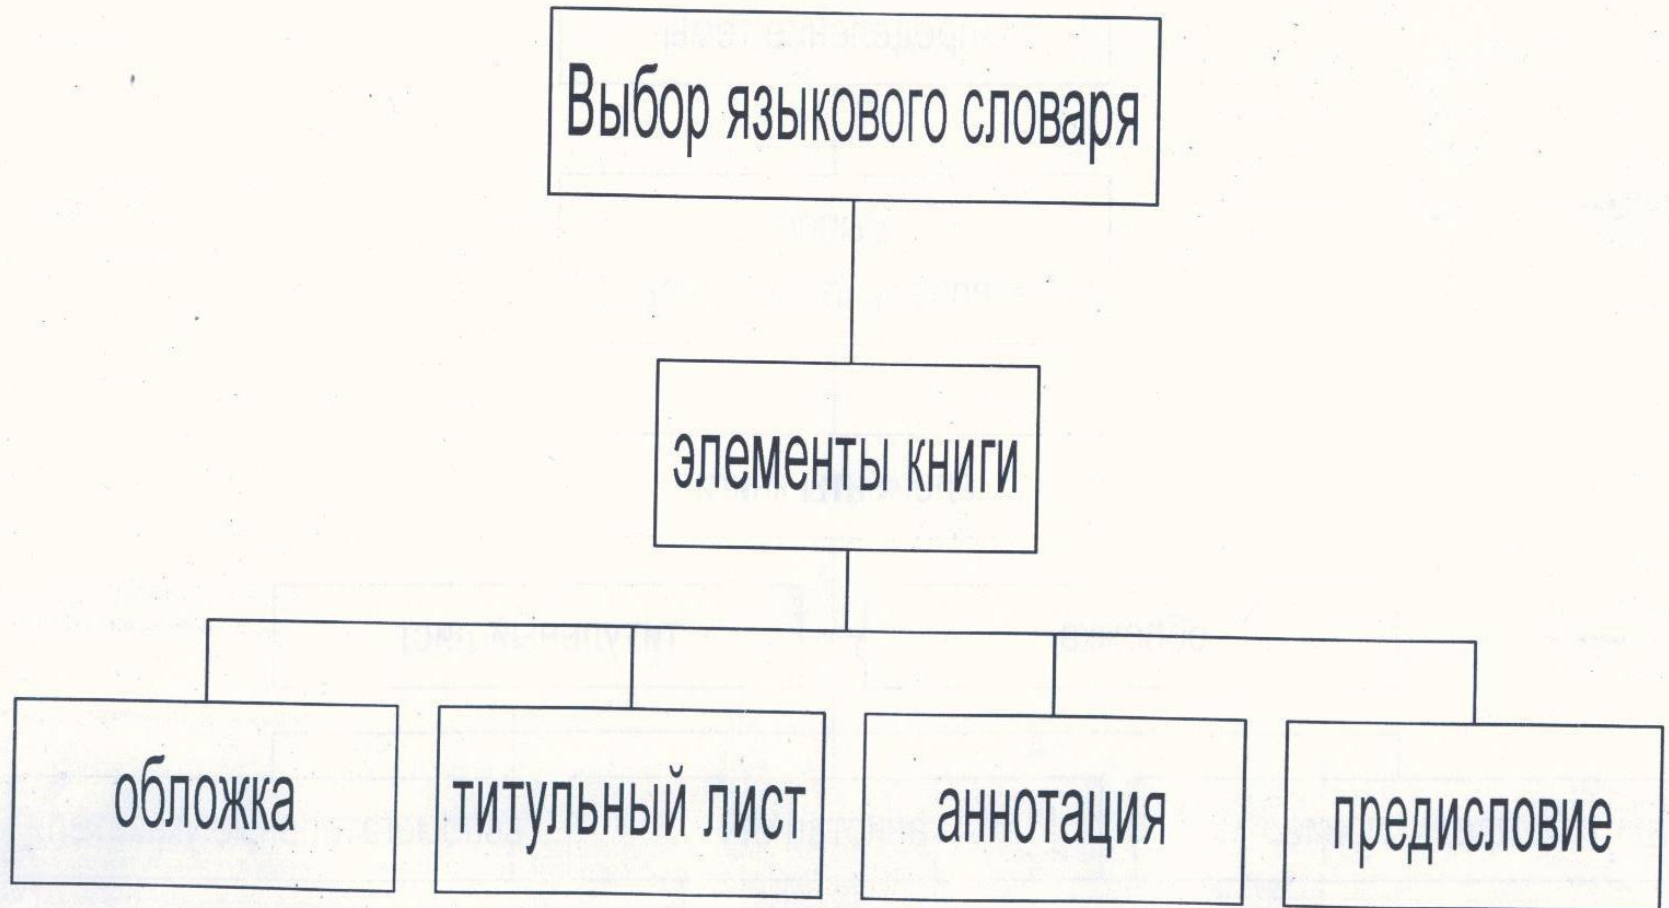 Выбор языкового словаря
элементы книги
обложка
титульный лист
аннотация
предисловие